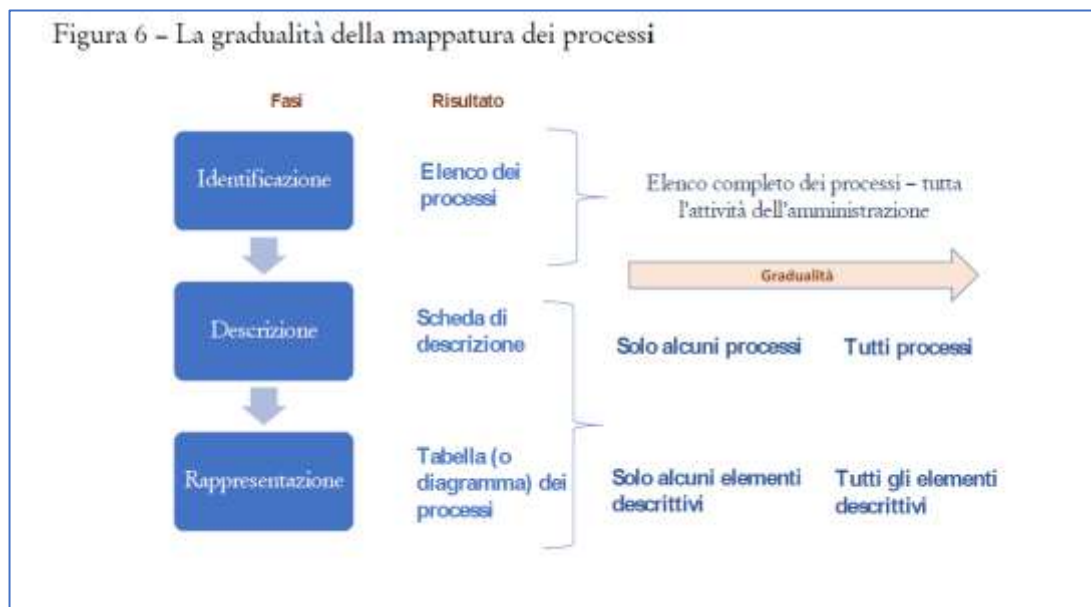 Figura 6 – La gradualità della mappatura dei processi
Fasi
Risultato
Identificazione
Elenco dei
processi
Elenco completo dei processi – tutta
l'attività dell'amministrazione
Gradualità
Descrizione
Scheda di
descrizione
Solo alcuni processi
Tutti processi
Rappresentazione
Tabella (o
diagramma) dei
processi
Solo alcuni elementi
descrittivi
Tutti gli elementi
descrittivi